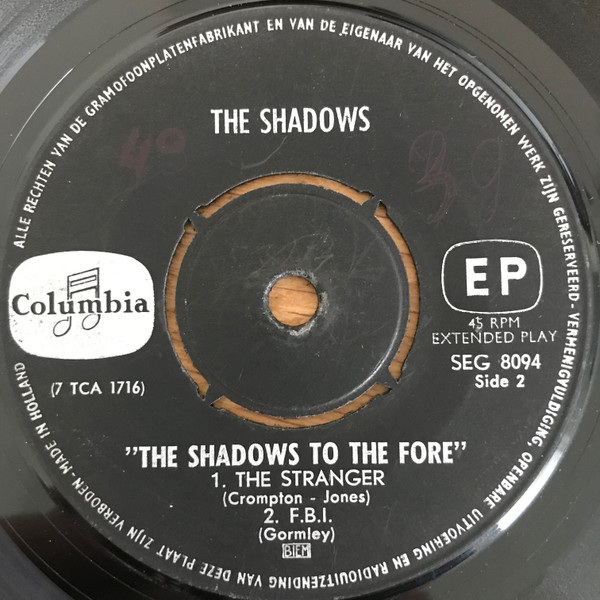 ALLE RECHTEN VAN DE GRAMOFOONPLATENFABRIKANT EN VAN DE EIGENAAR VAN HET OPGENOMEN WERK ZIJN GERESERVEERD- VERMENIGVULDIGING, OPENBARE UITVOERING EN RADIOUITZENDING VAN DEZE PLAAT ZIJN VERBODEN-MADE IN HOLLAND
THE SHADOWS
40
Columbia
EP
45 RPM
EXTENDED PLAY
SEG 8094
Side 2
(7 TCA 1716)
"THE SHADOWS TO THE FORE"
1. THE STRANGER
(Crompton - Jones)
2. F.B.I.
(Gormley)
BIEM